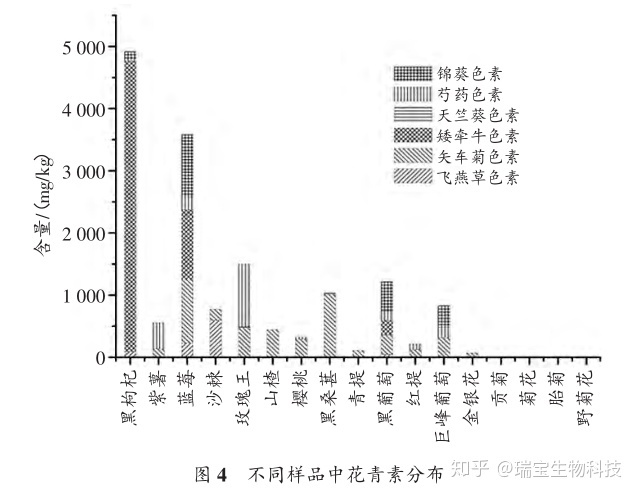 5 000
4 000
3 000
2 000
1 000
0
含量/(mg/kg)
锦葵色素
芍药色素
天竺葵色素
矮牵牛色素
矢车菊色素
飞燕草色素
黑枸杞
紫薯
蓝莓
沙棘
玫瑰王
山楂
樱桃
黑桑葚
青提
黑葡萄
红提
巨峰葡萄
金银花
贡菊
菊花
胎菊
野菊花
图 4 不同样品中花青素分布
知乎 @瑞宝生物科技